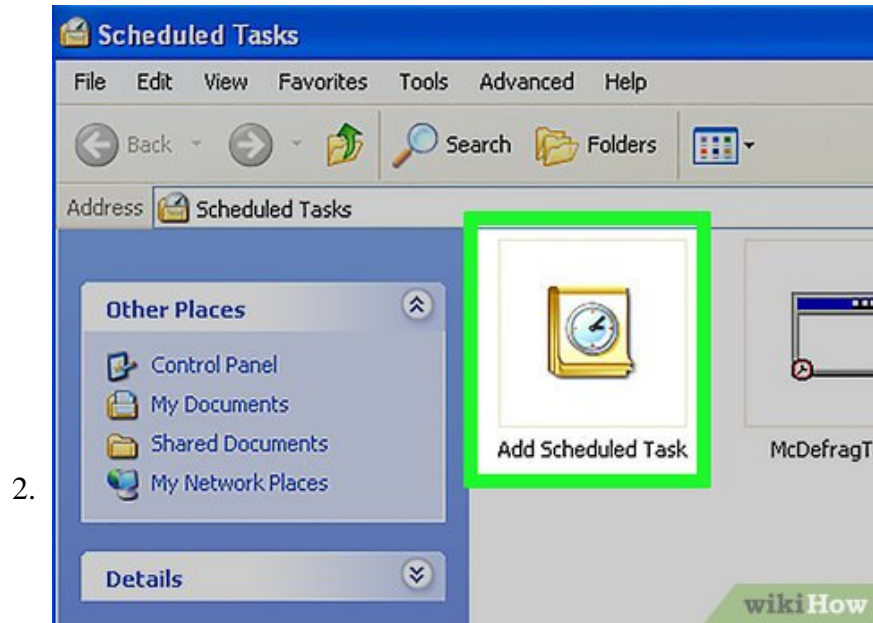 Scheduled Tasks
File Edit View Favorites Tools Advanced Help
Back Search Folders
Address Scheduled Tasks
Other Places
Control Panel
My Documents
Shared Documents
My Network Places
Details
Add Scheduled Task
McDefragT
2.
wikiHow